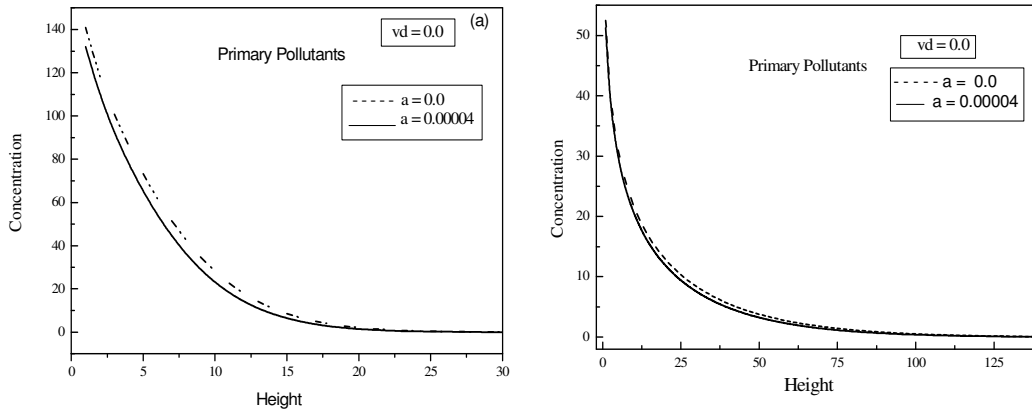 (a)
vd = 0.0
Primary Pollutants
a = 0.0
a = 0.00004
Concentration
140
120
100
80
60
40
20
0
0 5 10 15 20 25 30
Height
vd = 0.0
Primary Pollutants
a = 0.0
a = 0.00004
Concentration
50
40
30
20
10
0
0 25 50 75 100 125
Height